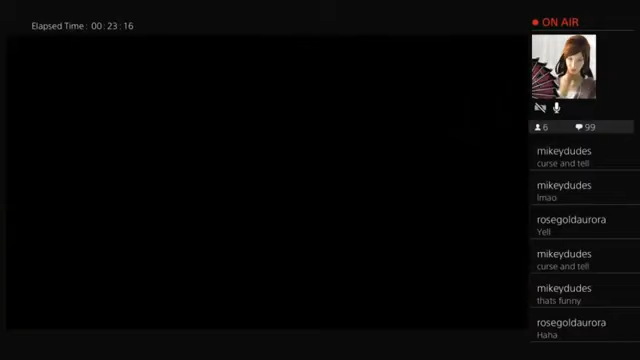 Elapsed Time : 00 : 23 : 16
ON AIR
6
99
mikeydudes
curse and tell
mikeydudes
lmao
rosegoldaurora
Yell
mikeydudes
curse and tell
mikeydudes
thats funny
rosegoldaurora
Haha